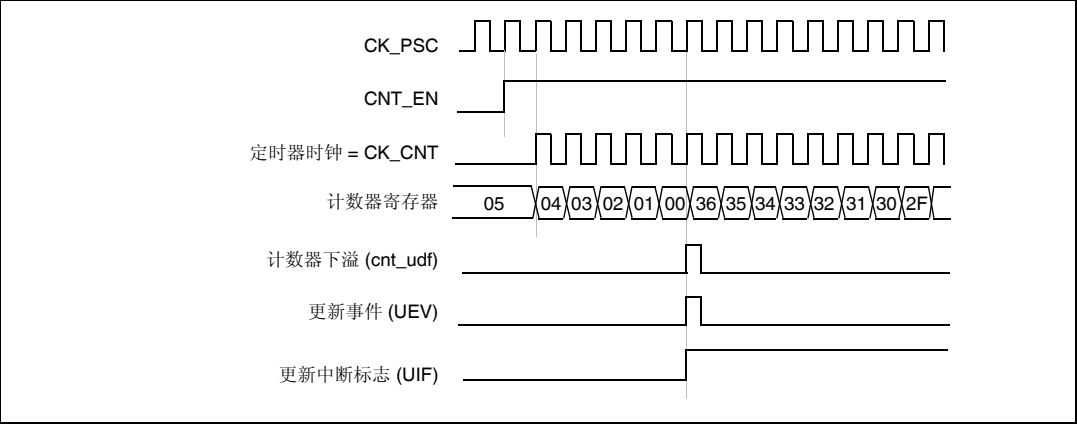 CK_PSC
CNT_EN
定时器时钟 = CK_CNT
计数器寄存器 05 04 03 02 01 00 36 35 34 33 32 31 30 2F
计数器下溢 (cnt_udf)
更新事件 (UEV)
更新中断标志 (UIF)